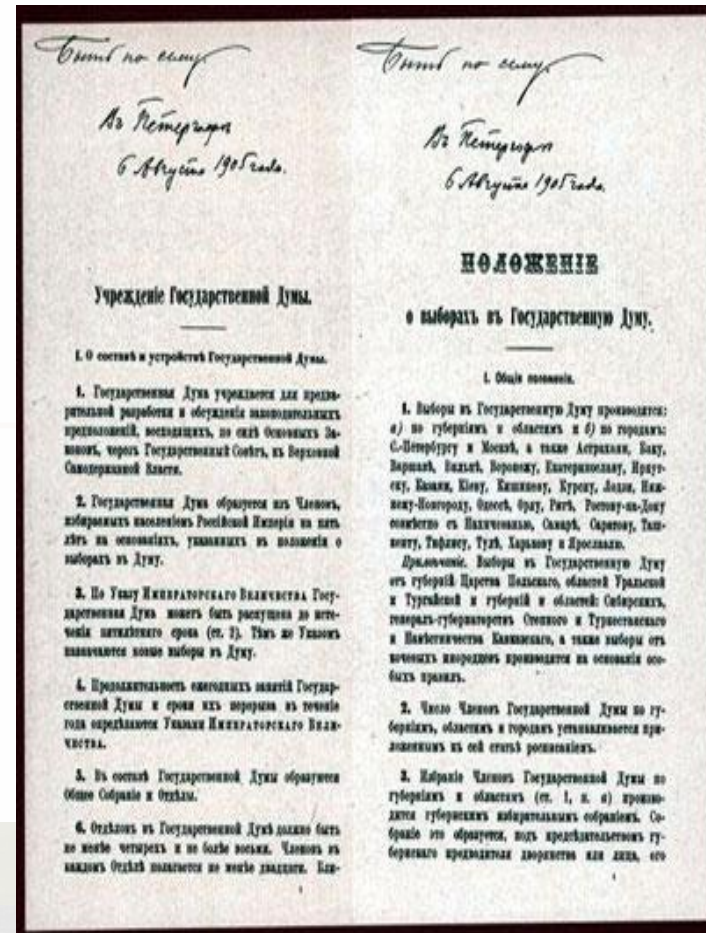 Быть по сему.
Въ Петергофѣ
6 Августа 1905 года.
Учрежденіе Государственной Думы.
I. О составѣ и устройствѣ Государственной Думы.
1. Государственная Дума учреждается для предва-
рительной разработки и обсужденія законодательныхъ
предположеній, восходящихъ, по силѣ Основныхъ За-
коновъ, черезъ Государственный Совѣтъ, къ Верховной
Самодержавной Власти.
2. Государственная Дума образуется изъ Членовъ,
избираемыхъ населеніемъ Россійской Имперіи на пять
лѣтъ на основаніяхъ, указанныхъ въ положеніи о
выборахъ въ Думу.
3. По Указу ИМПЕРАТОРСКАГО ВЕЛИЧЕСТВА Госу-
дарственная Дума можетъ быть распущена до исте-
ченія пятилѣтняго срока (ст. 2). Тѣмъ же Указомъ
назначаются новые выборы въ Думу.
4. Продолжительность ежегодныхъ занятій Государ-
ственной Думы и сроки ихъ перерыва въ теченіе
года опредѣляются Указами ИМПЕРАТОРСКАГО ВЕЛИ-
ЧЕСТВА.
5. Въ составѣ Государственной Думы образуются
Общее Собраніе и Отдѣлы.
6. Отдѣловъ въ Государственной Думѣ должно быть
не менѣе четырехъ и не болѣе восьми. Членовъ въ
каждомъ Отдѣлѣ полагается не менѣе двадцати. Бли-
Быть по сему.
Въ Петергофѣ
6 Августа 1905 года.
ПОЛОЖЕНІЕ
о выборахъ въ Государственную Думу.
I. Общія положенія.
1. Выборы въ Государственную Думу производятся:
а) по губерніямъ и областямъ и б) по городамъ:
С.-Петербургу и Москвѣ, а также Астрахани, Баку,
Варшавѣ, Вильнѣ, Воронежу, Екатеринославу, Иркут-
ску, Казани, Кіеву, Кишиневу, Курску, Лодзи, Ниж-
нему-Новгороду, Одессѣ, Орлу, Ригѣ, Ростову-на-Дону
совмѣстно съ Нахичеванью, Самарѣ, Саратову, Таш-
кенту, Тифлису, Тулѣ, Харькову и Ярославлю.
Примѣчаніе. Выборы въ Государственную Думу
отъ губерній Царства Польскаго, областей Уральской
и Тургайской и губерній и областей: Сибирскихъ,
генералъ-губернаторствъ Степного и Туркестанскаго
и Намѣстничества Кавказскаго, а также выборы отъ
кочевыхъ инородцевъ производятся на основаніи осо-
быхъ правилъ.
2. Число Членовъ Государственной Думы по гу-
берніямъ, областямъ и городамъ устанавливается при-
ложеннымъ къ сей статьѣ росписаніемъ.
3. Избраніе Членовъ Государственной Думы по
губерніямъ и областямъ (ст. 1, п. а) произво-
дится губернскимъ избирательнымъ собраніемъ. Со-
браніе это образуется, подъ предсѣдательствомъ гу-
бернскаго предводителя дворянства или лица, его